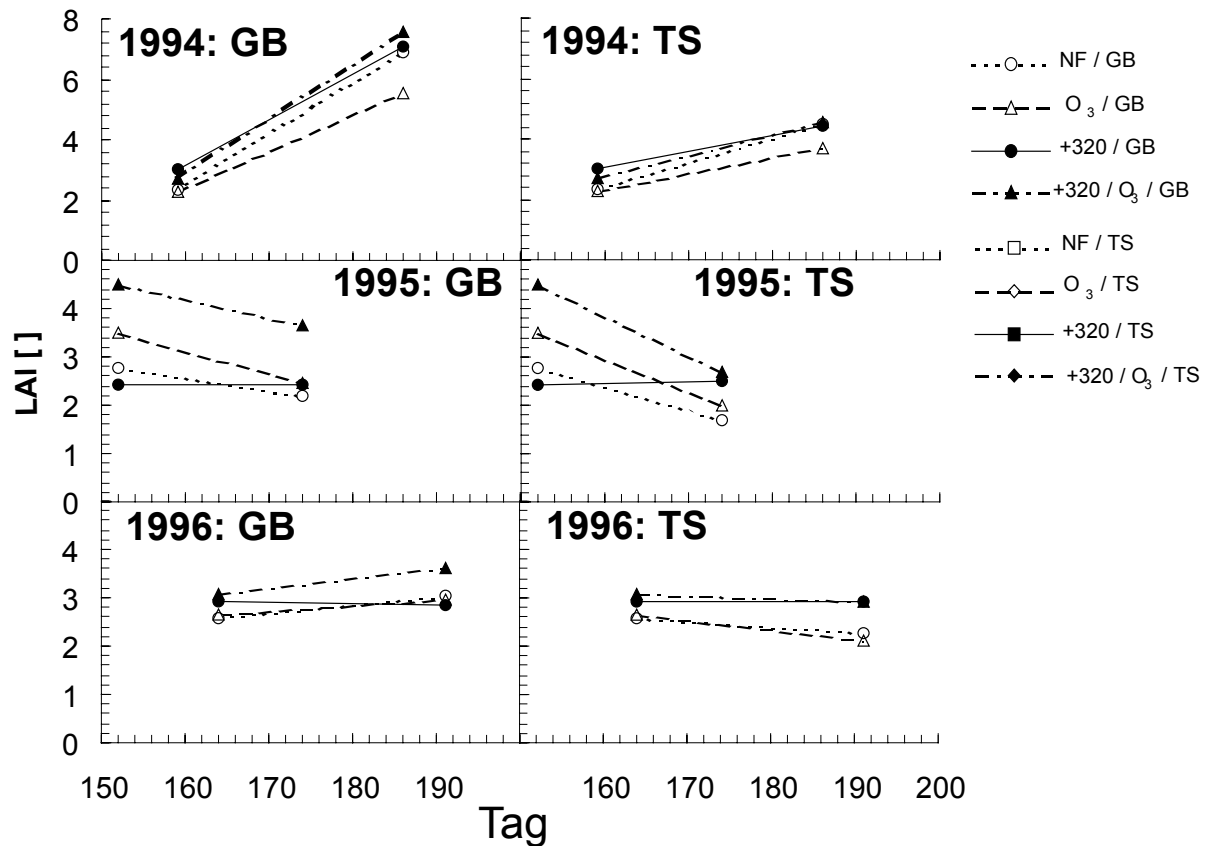 1994: GB
1994: TS
1995: GB
1995: TS
1996: GB
1996: TS
8
6
4
2
0
4
3
2
1
0
4
3
2
1
0
LAI [ ]
150 160 170 180 190 160 170 180 190 200
Tag
NF / GB
O₃ / GB
+320 / GB
+320 / O₃ / GB
NF / TS
O₃ / TS
+320 / TS
+320 / O₃ / TS